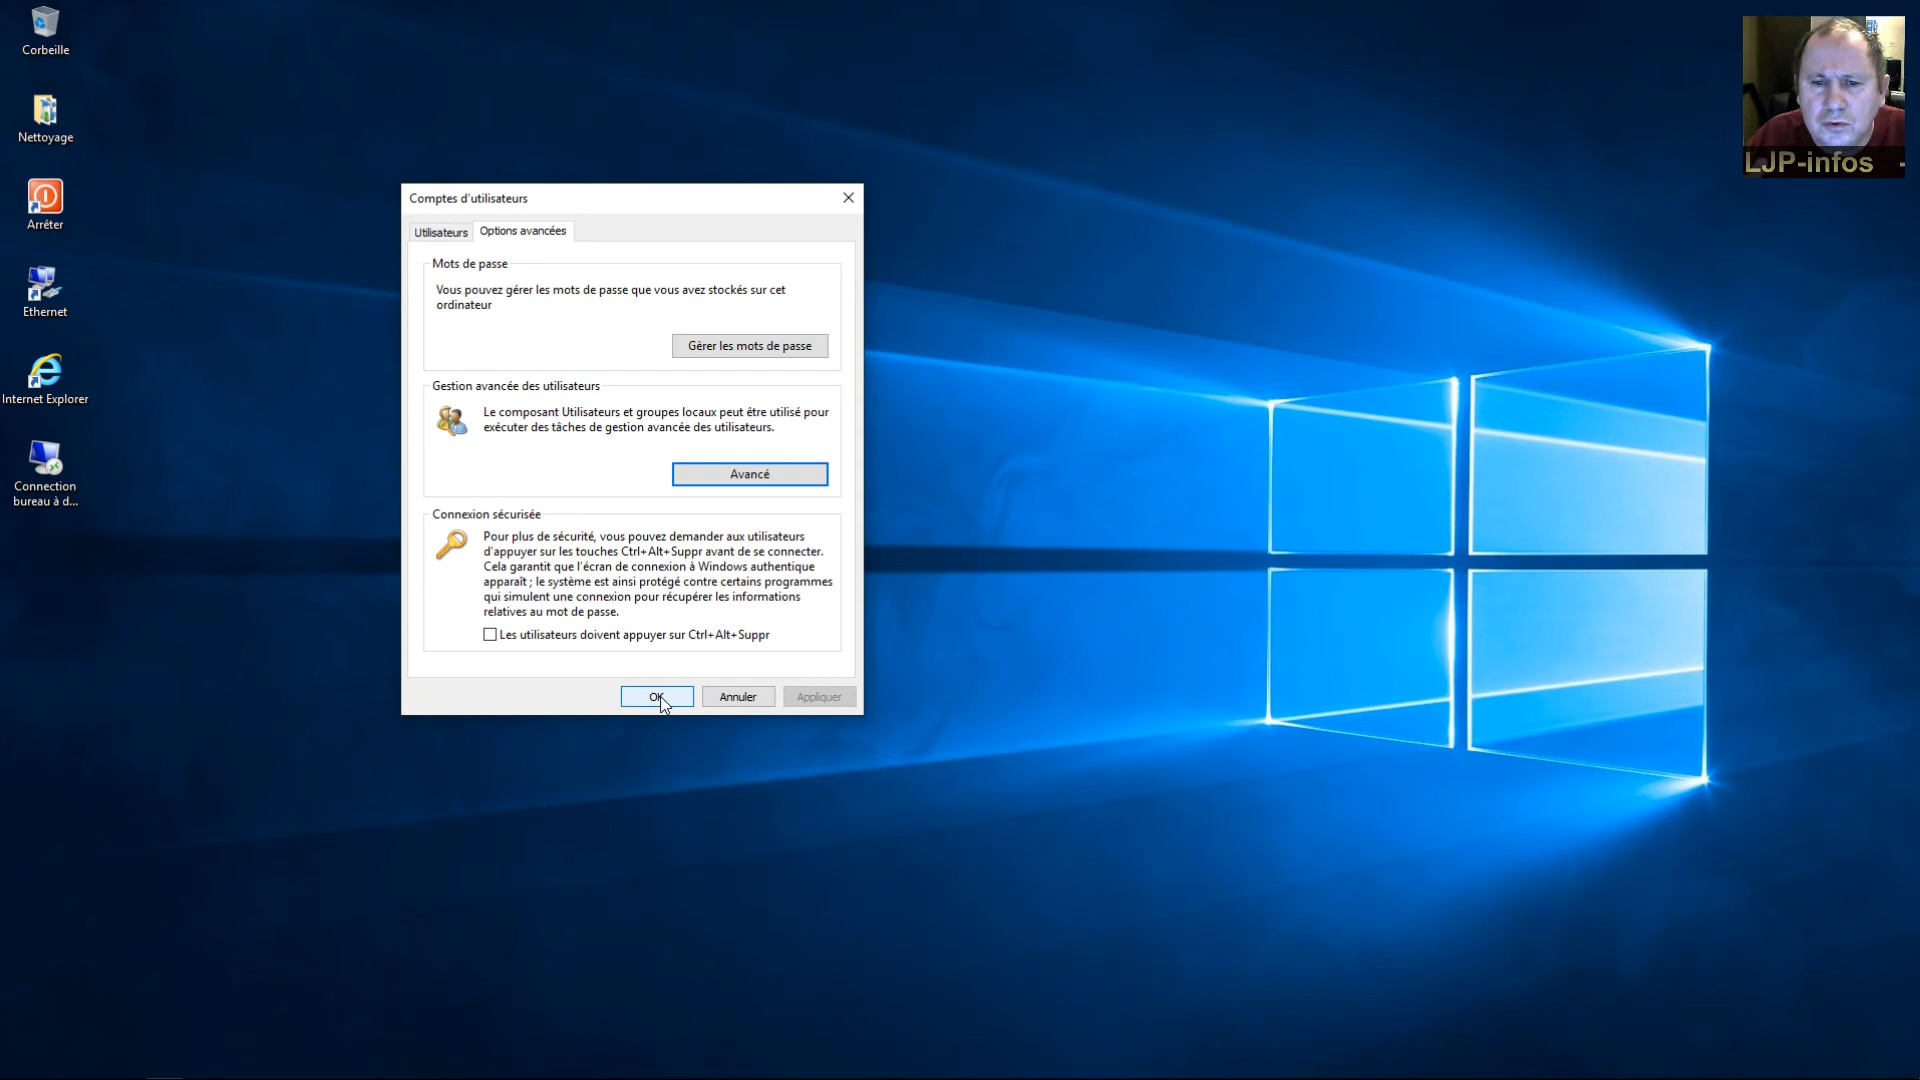 Corbeille
Nettoyage
Arrêter
Ethernet
Internet Explorer
Connection
bureau à d...
LJP-infos -
Comptes d'utilisateurs
Utilisateurs
Options avancées
Mots de passe
Vous pouvez gérer les mots de passe que vous avez stockés sur cet
ordinateur
Gérer les mots de passe
Gestion avancée des utilisateurs
Le composant Utilisateurs et groupes locaux peut être utilisé pour
exécuter des tâches de gestion avancée des utilisateurs.
Avancé
Connexion sécurisée
Pour plus de sécurité, vous pouvez demander aux utilisateurs
d'appuyer sur les touches Ctrl+Alt+Suppr avant de se connecter.
Cela garantit que l'écran de connexion à Windows authentique
apparaît ; le système est ainsi protégé contre certains programmes
qui simulent une connexion pour récupérer les informations
relatives au mot de passe.
Les utilisateurs doivent appuyer sur Ctrl+Alt+Suppr
OK
Annuler
Appliquer